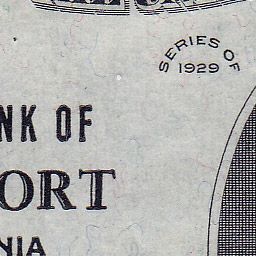 SERIES OF
1929
NK OF
ORT
NIA